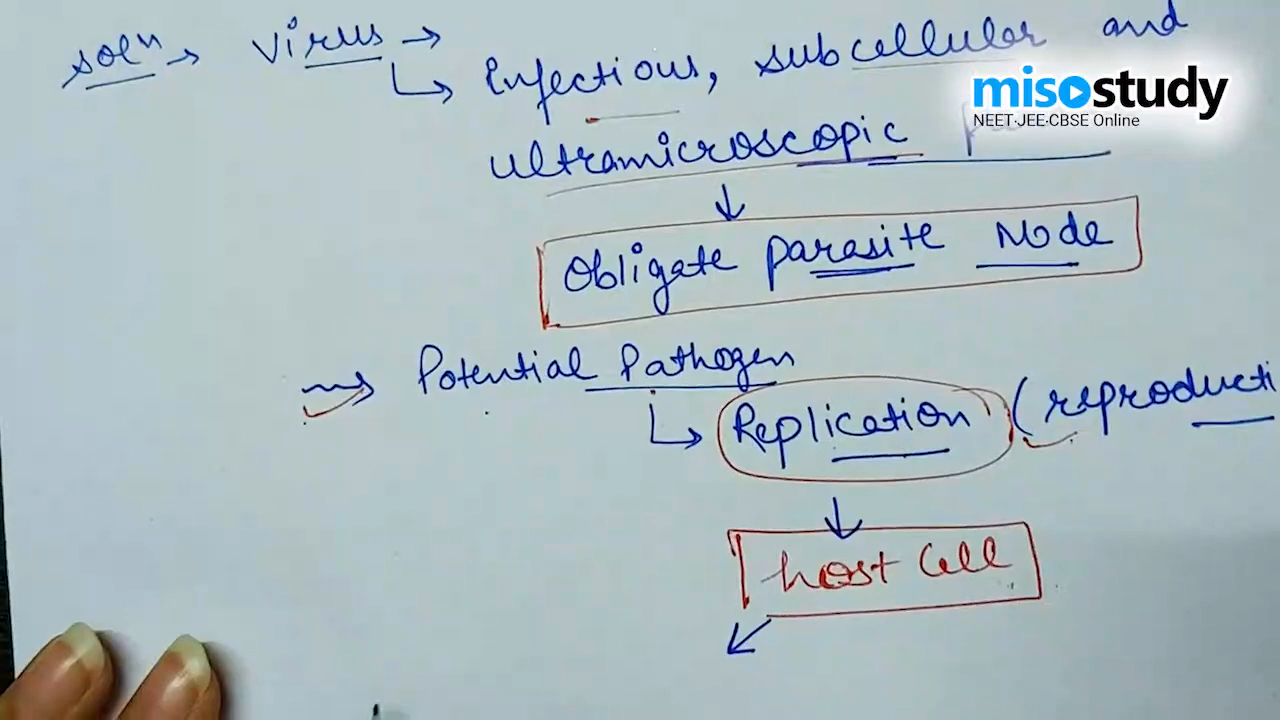 soln → virus →
↳ Infectious, subcellular and
misostudy
NEET·JEE·CBSE Online
ultramicroscopic
↓
Obligate parasite Mode
→ Potential Pathogen
↳ Replication (reproducti
↓
host cell